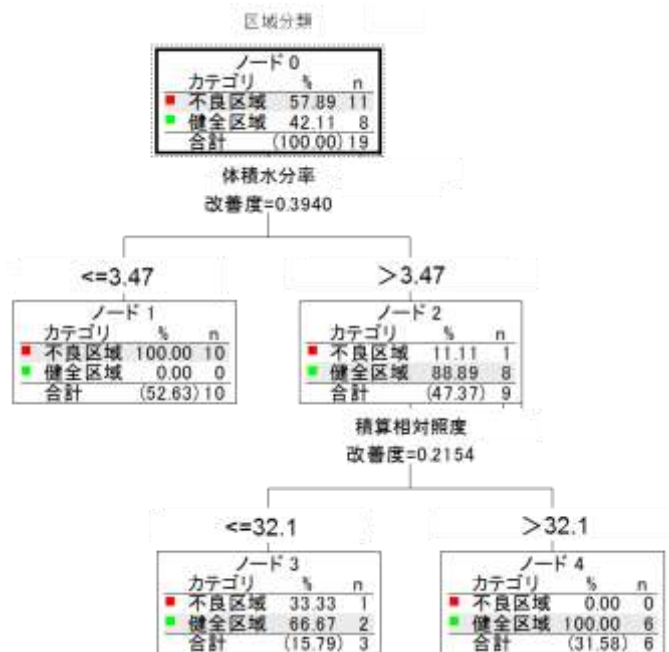 区域分類
ノード 0
カテゴリ % n
不良区域 57.89 11
健全区域 42.11 8
合計 (100.00) 19
体積水分率
改善度=0.3940
<=3.47
>3.47
ノード 1
カテゴリ % n
不良区域 100.00 10
健全区域 0.00 0
合計 (52.63) 10
ノード 2
カテゴリ % n
不良区域 11.11 1
健全区域 88.89 8
合計 (47.37) 9
積算相対照度
改善度=0.2154
<=32.1
>32.1
ノード 3
カテゴリ % n
不良区域 33.33 1
健全区域 66.67 2
合計 (15.79) 3
ノード 4
カテゴリ % n
不良区域 0.00 0
健全区域 100.00 6
合計 (31.58) 6